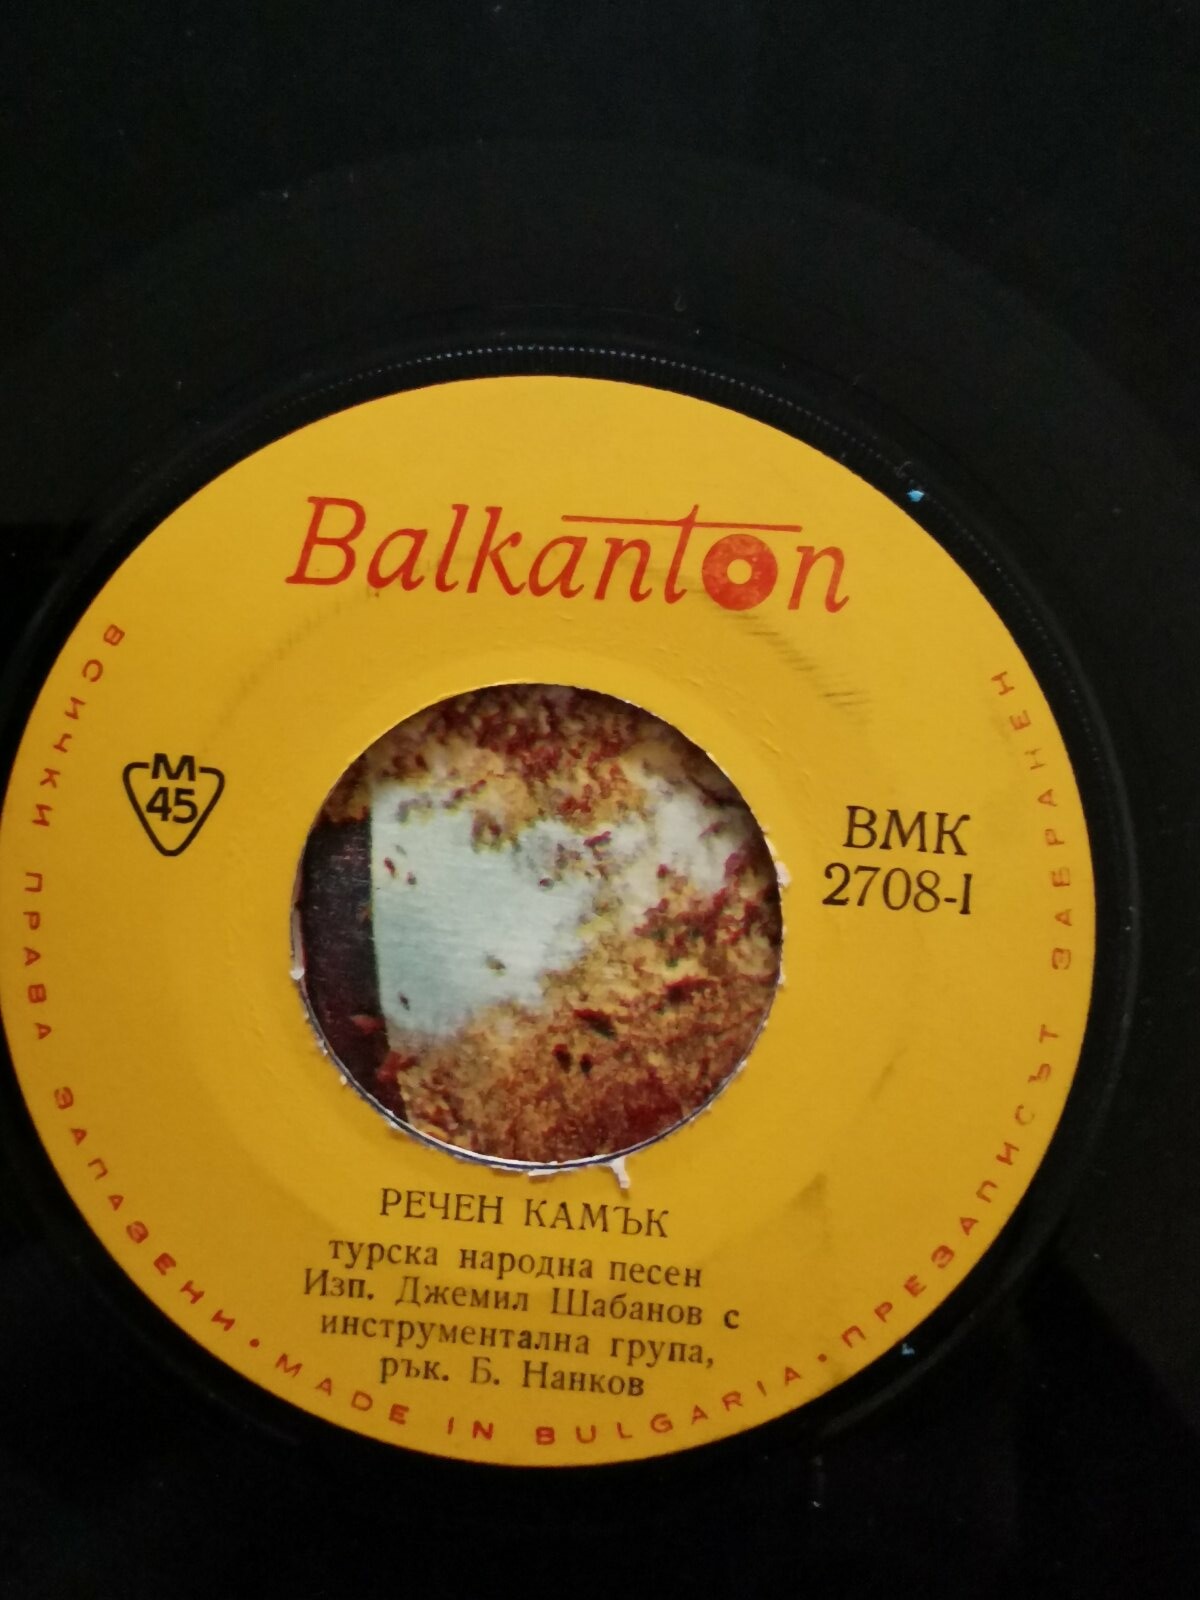 Balkanton
М
45
ВМК
2708-I
РЕЧЕН КАМЪК
турска народна песен
Изп. Джемил Шабанов с
инструментална група,
рък. Б. Нанков
ВСИЧКИ ПРАВА ЗАПАЗЕНИ • MADE IN BULGARIA • ПРЕЗАПИСЪТ ЗАБРАНЕН